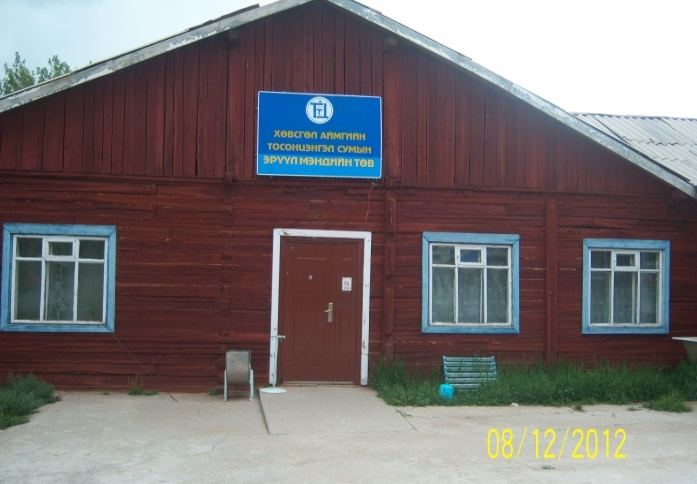 ХӨВСГӨЛ АЙМГИЙН
ТОСОНЦЭНГЭЛ СУМЫН
ЭРҮҮЛ МЭНДИЙН ТӨВ
08/12/2012